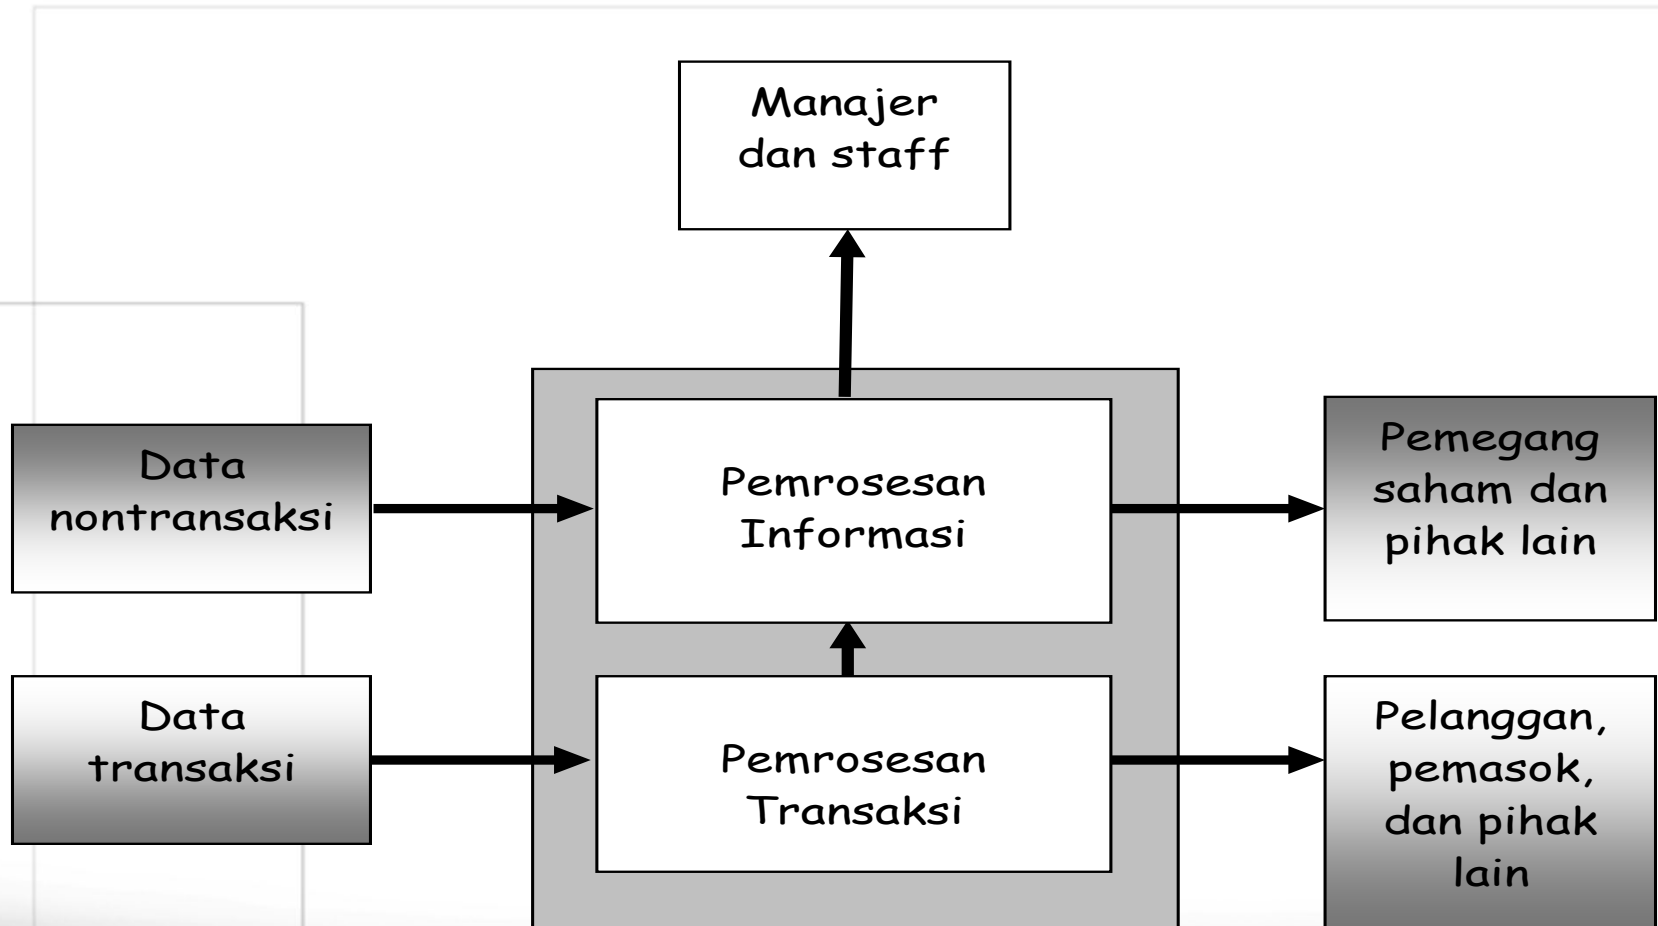 Manajer
dan staff
Data
nontransaksi
Pemrosesan
Informasi
Pemegang
saham dan
pihak lain
Data
transaksi
Pemrosesan
Transaksi
Pelanggan,
pemasok,
dan pihak
lain